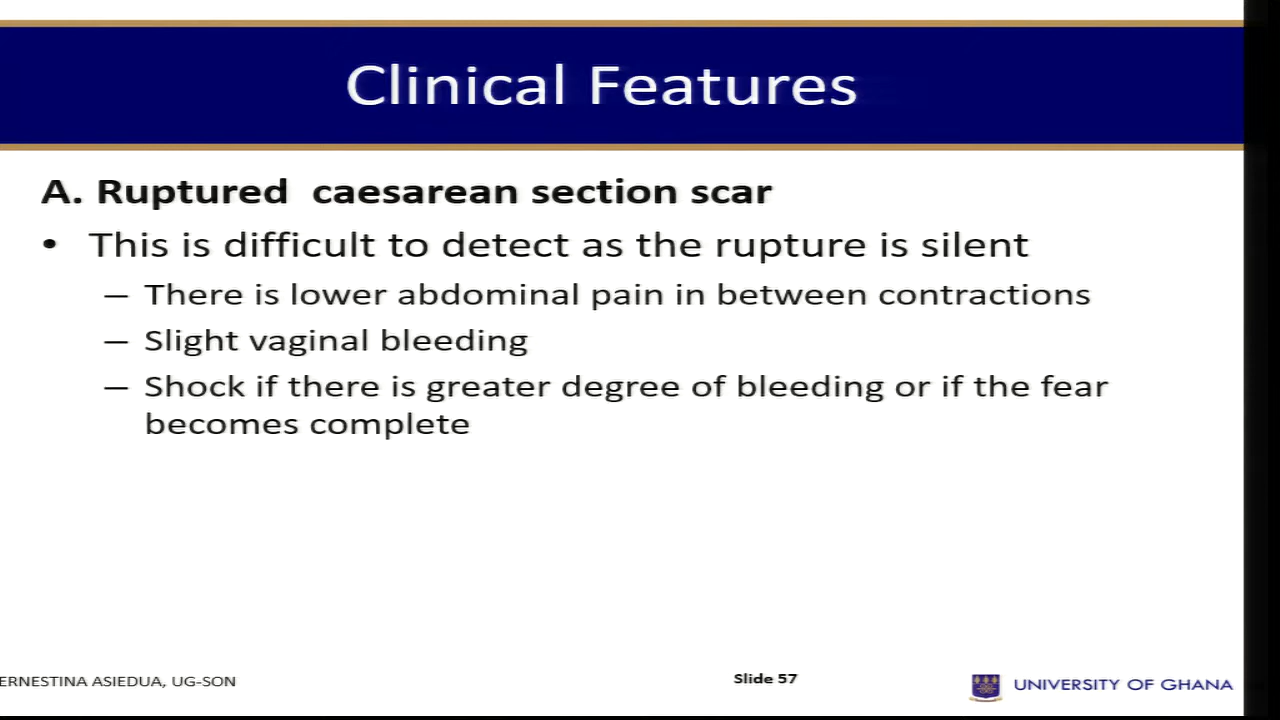 Clinical Features
A. Ruptured caesarean section scar
• This is difficult to detect as the rupture is silent
– There is lower abdominal pain in between contractions
– Slight vaginal bleeding
– Shock if there is greater degree of bleeding or if the fear
becomes complete
ERNESTINA ASIEDUA, UG-SON
Slide 57
UNIVERSITY OF GHANA